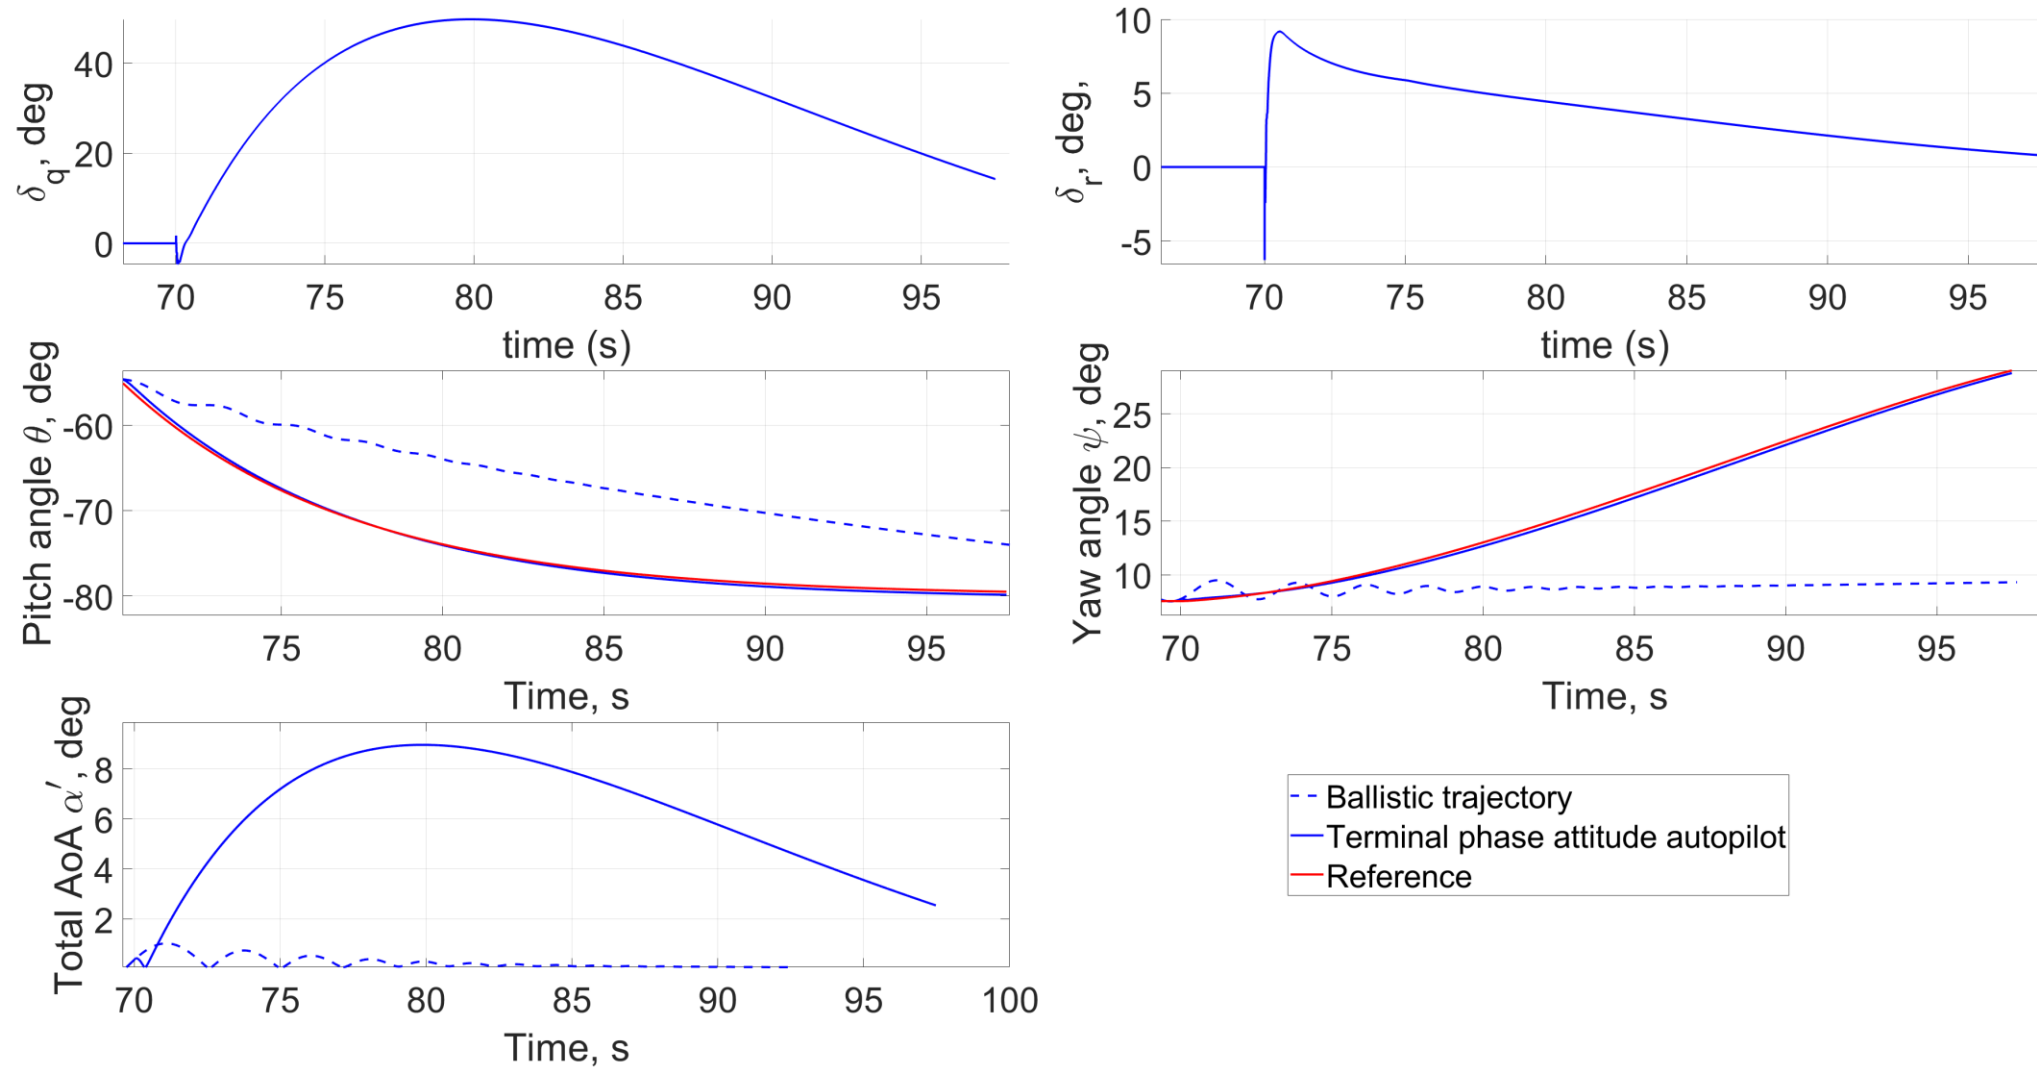 δq, deg
40
20
0
70 75 80 85 90 95
time (s)
δr, deg,
10
5
0
-5
70 75 80 85 90 95
time (s)
Pitch angle θ, deg
-60
-70
-80
75 80 85 90 95
Time, s
Yaw angle ψ, deg
25
20
15
10
70 75 80 85 90 95
Time, s
Total AoA α′, deg
8
6
4
2
70 75 80 85 90 95 100
Time, s
Ballistic trajectory
Terminal phase attitude autopilot
Reference